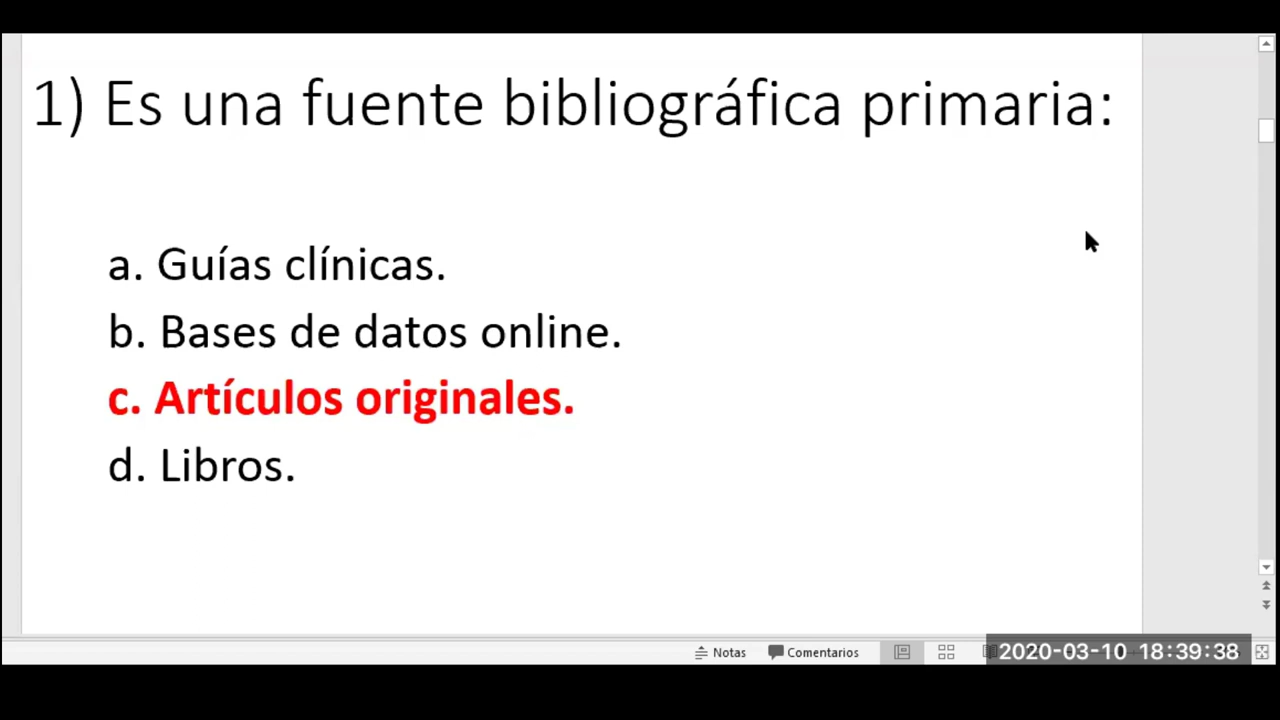 1) Es una fuente bibliográfica primaria:
a. Guías clínicas.
b. Bases de datos online.
c. Artículos originales.
d. Libros.
Notas Comentarios 2020-03-10 18:39:38